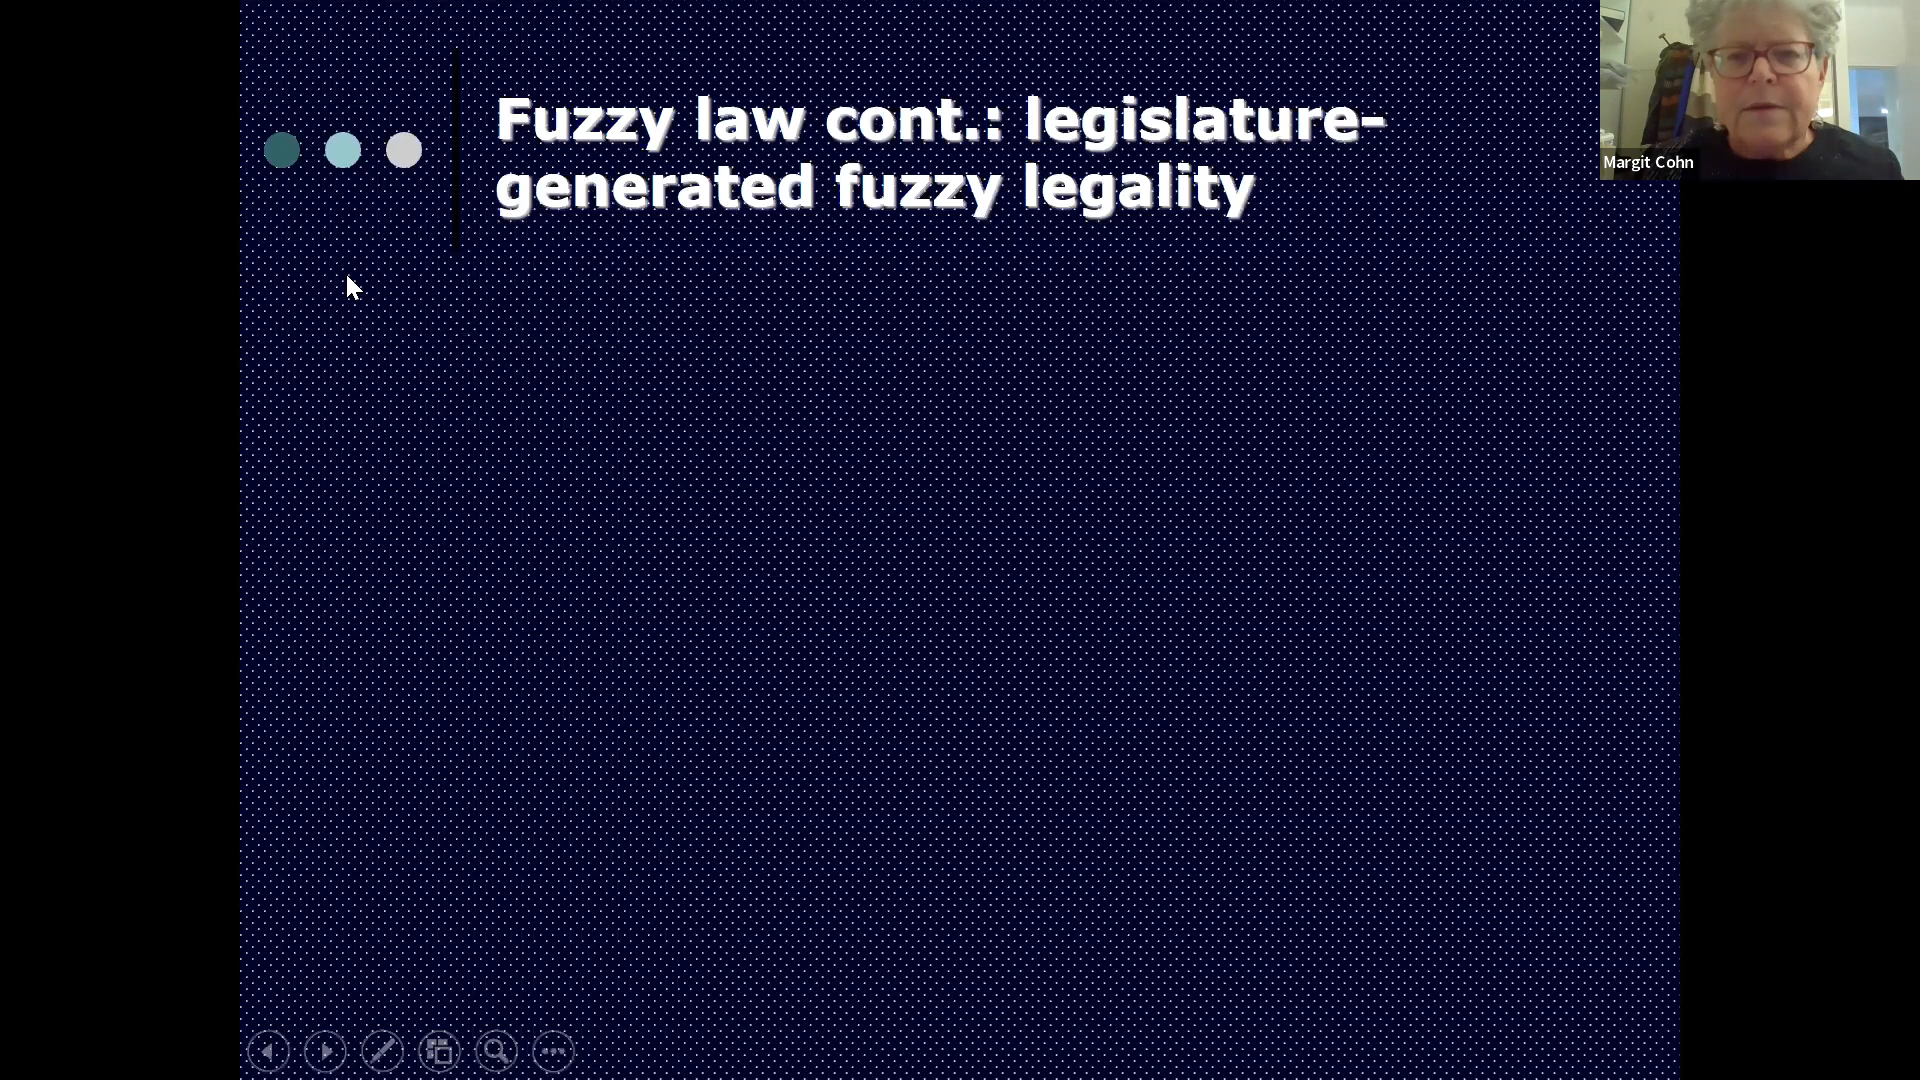 Fuzzy law cont.: legislature-
generated fuzzy legality
Margit Cohn